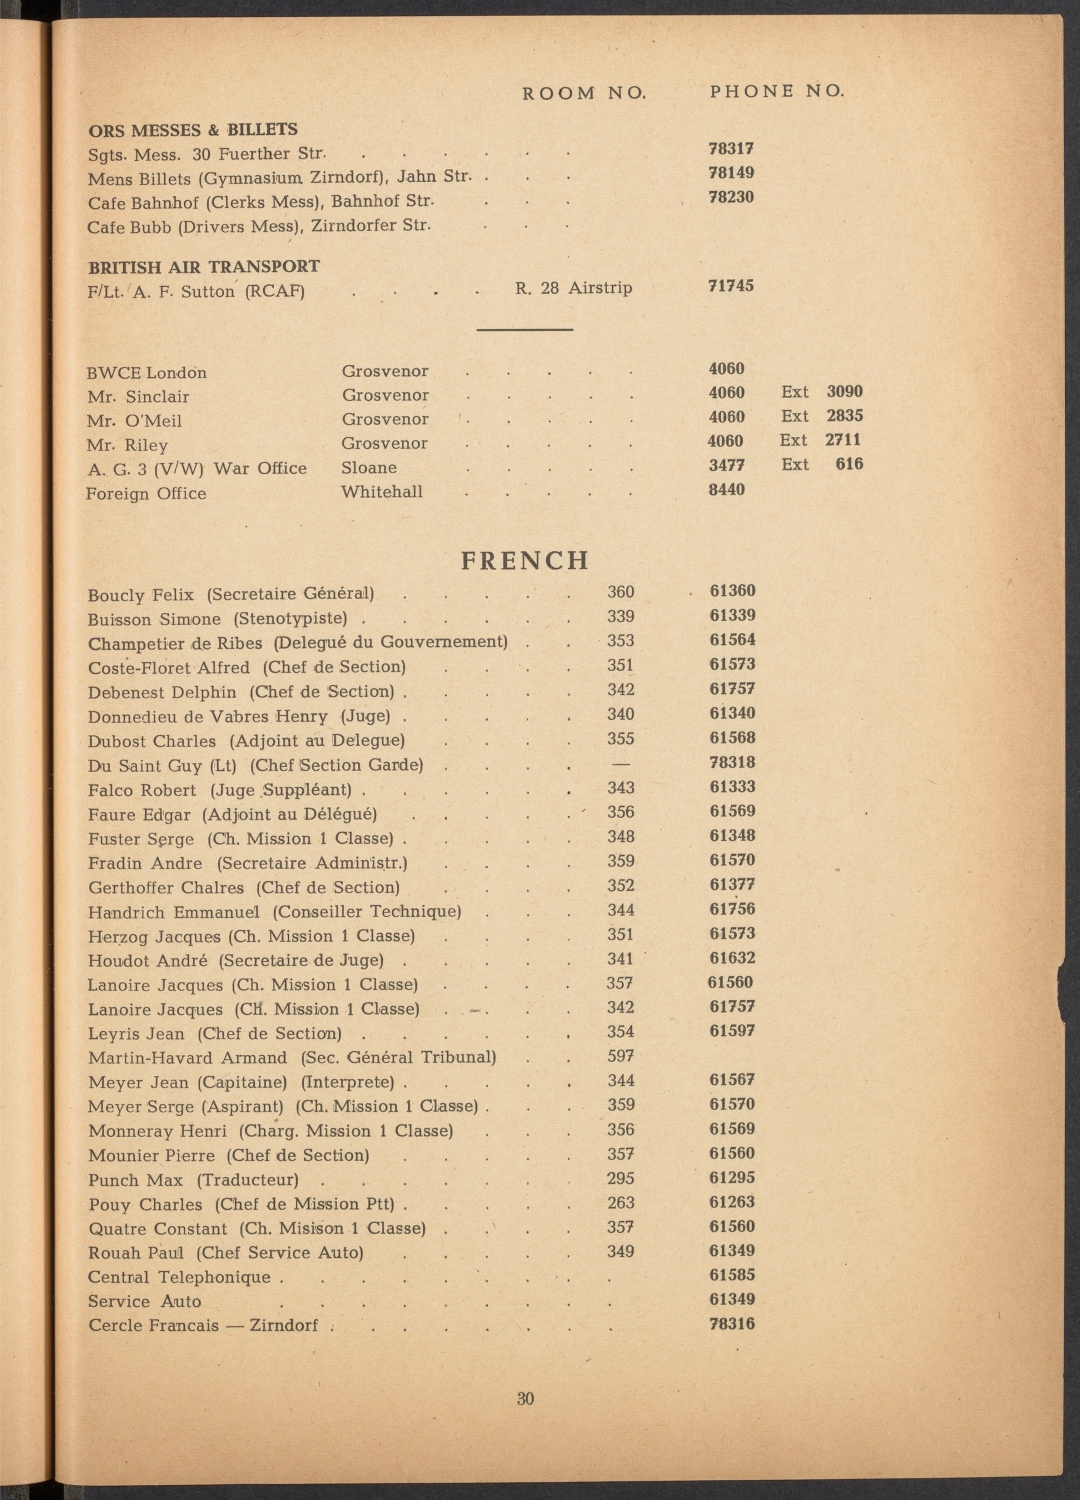 ROOM NO. PHONE NO.
ORS MESSES & BILLETS
Sgts. Mess. 30 Fuerther Str. . . . . . . 78317
Mens Billets (Gymnasium Zirndorf), Jahn Str. . . . 78149
Cafe Bahnhof (Clerks Mess), Bahnhof Str. . . . 78230
Cafe Bubb (Drivers Mess), Zirndorfer Str. . . .
BRITISH AIR TRANSPORT
F/Lt. A. F. Sutton (RCAF) . . . . R. 28 Airstrip 71745
BWCE London Grosvenor . . . . . 4060
Mr. Sinclair Grosvenor . . . . . 4060 Ext 3090
Mr. O'Meil Grosvenor . . . . . 4060 Ext 2835
Mr. Riley Grosvenor . . . . . 4060 Ext 2711
A. G. 3 (V/W) War Office Sloane . . . . . 3477 Ext 616
Foreign Office Whitehall . . . . . 8440
FRENCH
Boucly Felix (Secretaire Général) . . . . . 360 61360
Buisson Simone (Stenotypiste) . . . . . . 339 61339
Champetier de Ribes (Delegué du Gouvernement) . . 353 61564
Coste-Floret Alfred (Chef de Section) . . . . 351 61573
Debenest Delphin (Chef de Section) . . . . . 342 61757
Donnedieu de Vabres Henry (Juge) . . . . . 340 61340
Dubost Charles (Adjoint au Delegue) . . . . 355 61568
Du Saint Guy (Lt) (Chef Section Garde) . . . . — 78318
Falco Robert (Juge Suppléant) . . . . . . 343 61333
Faure Edgar (Adjoint au Délégué) . . . . . 356 61569
Fuster Serge (Ch. Mission 1 Classe) . . . . . 348 61348
Fradin Andre (Secretaire Administr.) . . . . 359 61570
Gerthoffer Chalres (Chef de Section) . . . . 352 61377
Handrich Emmanuel (Conseiller Technique) . . . 344 61756
Herzog Jacques (Ch. Mission 1 Classe) . . . . 351 61573
Houdot André (Secretaire de Juge) . . . . . 341 61632
Lanoire Jacques (Ch. Mission 1 Classe) . . . . 357 61560
Lanoire Jacques (Ch. Mission 1 Classe) . . . . 342 61757
Leyris Jean (Chef de Section) . . . . . . 354 61597
Martin-Havard Armand (Sec. Général Tribunal) . . 597
Meyer Jean (Capitaine) (Interprete) . . . . . 344 61567
Meyer Serge (Aspirant) (Ch. Mission 1 Classe) . . . 359 61570
Monneray Henri (Charg. Mission 1 Classe) . . . 356 61569
Mounier Pierre (Chef de Section) . . . . . 357 61560
Punch Max (Traducteur) . . . . . . . 295 61295
Pouy Charles (Chef de Mission Ptt) . . . . . 263 61263
Quatre Constant (Ch. Misison 1 Classe) . . . . 357 61560
Rouah Paul (Chef Service Auto) . . . . . 349 61349
Central Telephonique . . . . . . . . . 61585
Service Auto . . . . . . . . . 61349
Cercle Francais — Zirndorf . . . . . . . . 78316
30